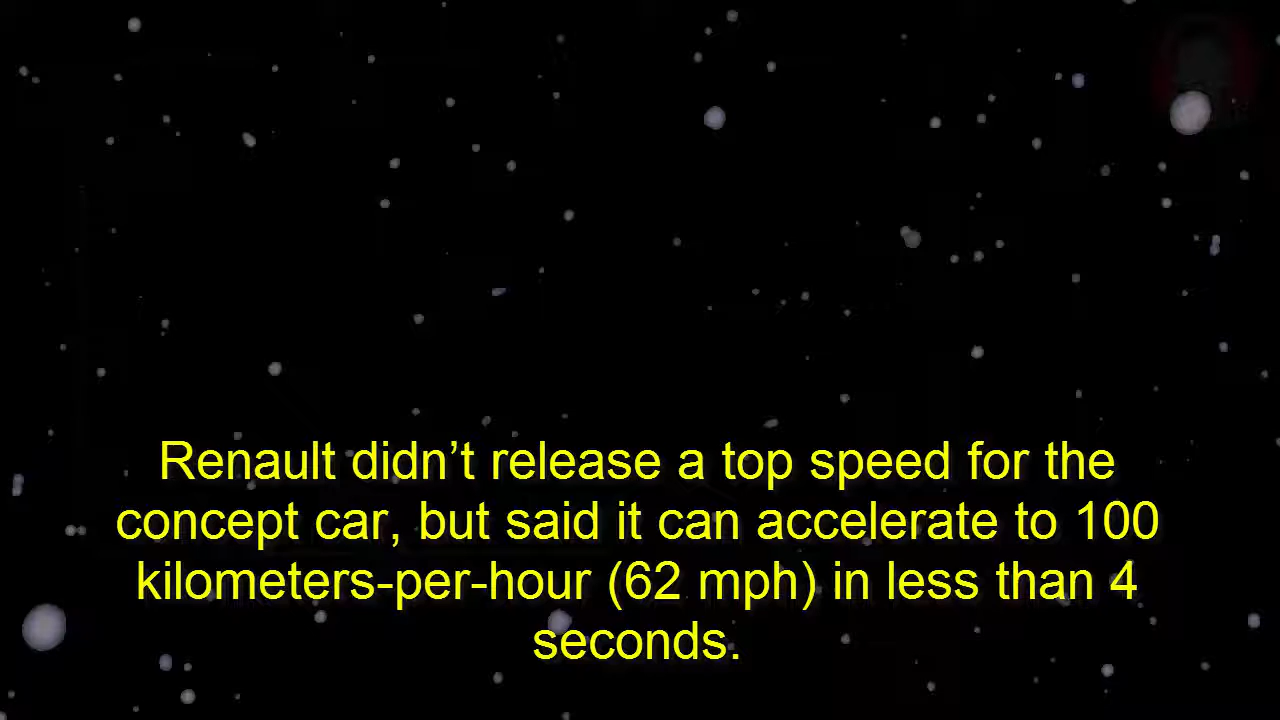 Renault didn’t release a top speed for the
concept car, but said it can accelerate to 100
kilometers-per-hour (62 mph) in less than 4
seconds.